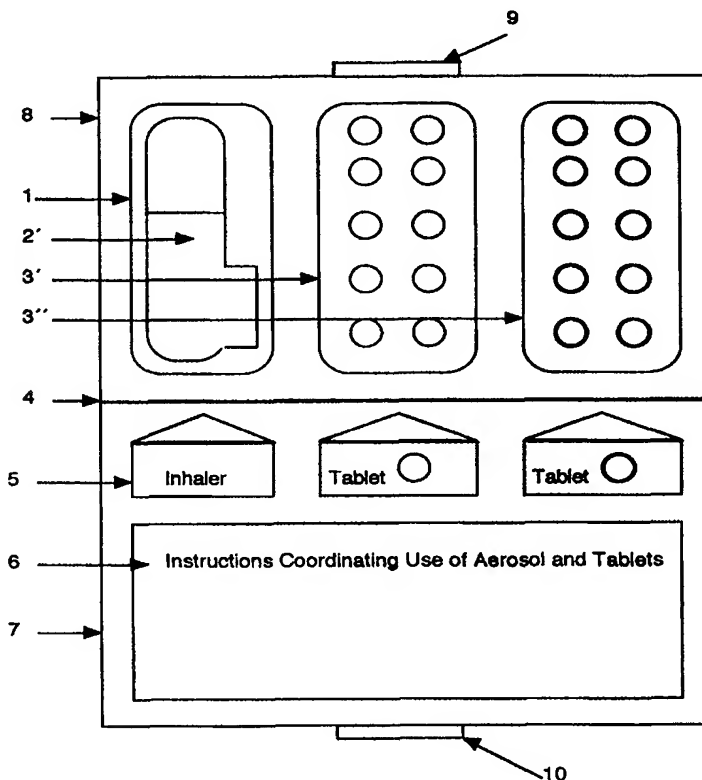 9
8
1
2'
3'
3''
4
5
Inhaler
Tablet
Tablet
6
Instructions Coordinating Use of Aerosol and Tablets
7
10